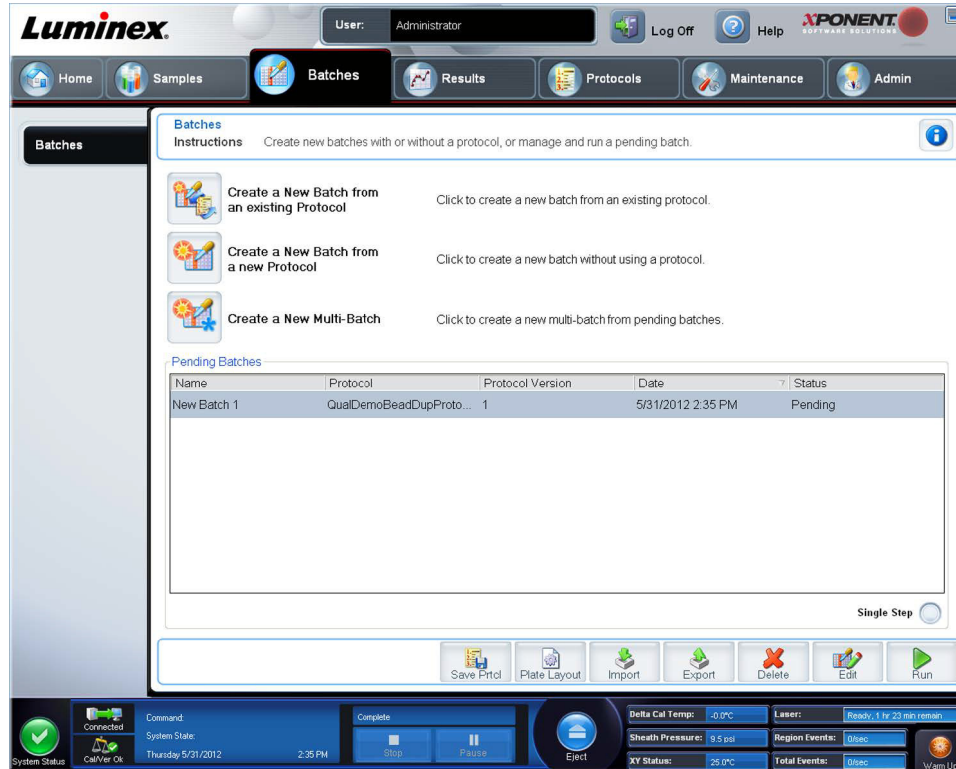 Luminex.
User: Administrator
Log Off
Help
XPONENT
SOFTWARE SOLUTIONS
Home
Samples
Batches
Results
Protocols
Maintenance
Admin
Batches
Batches
Instructions Create new batches with or without a protocol, or manage and run a pending batch.
Create a New Batch from
an existing Protocol
Click to create a new batch from an existing protocol.
Create a New Batch from
a new Protocol
Click to create a new batch without using a protocol.
Create a New Multi-Batch
Click to create a new multi-batch from pending batches.
Pending Batches
Name Protocol Protocol Version Date Status
New Batch 1 QualDemoBeadDupProto... 1 5/31/2012 2:35 PM Pending
Single Step
Save Prtcl
Plate Layout
Import
Export
Delete
Edit
Run
System Status
Connected
Cal/Ver Ok
Command:
System State:
Thursday 5/31/2012 2:35 PM
Complete
Stop
Pause
Eject
Delta Cal Temp: -0.0°C
Sheath Pressure: 9.5 psi
XY Status: 25.0°C
Laser: Ready, 1 hr 23 min remain
Region Events: 0/sec
Total Events: 0/sec
Warm Up